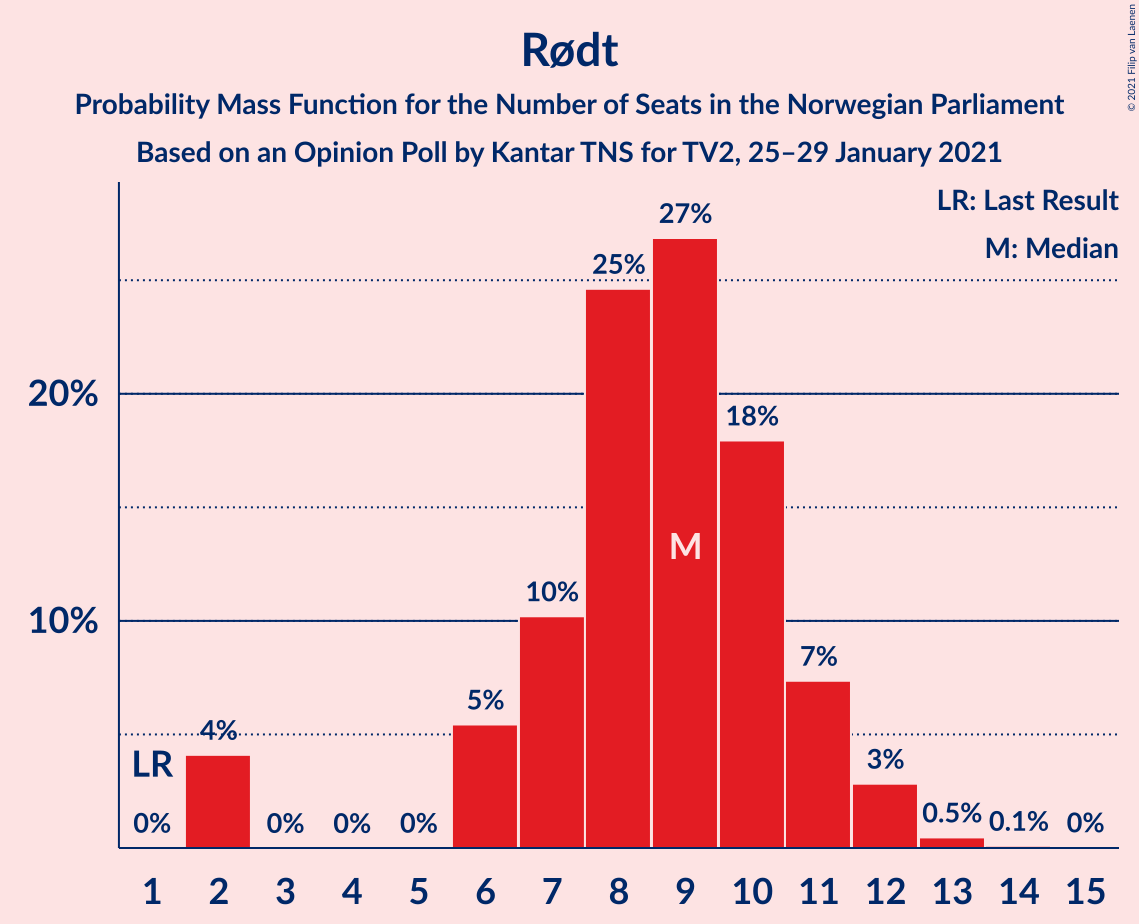 Rødt
Probability Mass Function for the Number of Seats in the Norwegian Parliament
Based on an Opinion Poll by Kantar TNS for TV2, 25–29 January 2021
© 2021 Filip van Laenen
LR: Last Result
M: Median
27%
25%
20%
18%
M
10%
10%
7%
5%
4%
LR
3%
0%
0%
0%
0%
0.5%
0.1%
0%
1 2 3 4 5 6 7 8 9 10 11 12 13 14 15